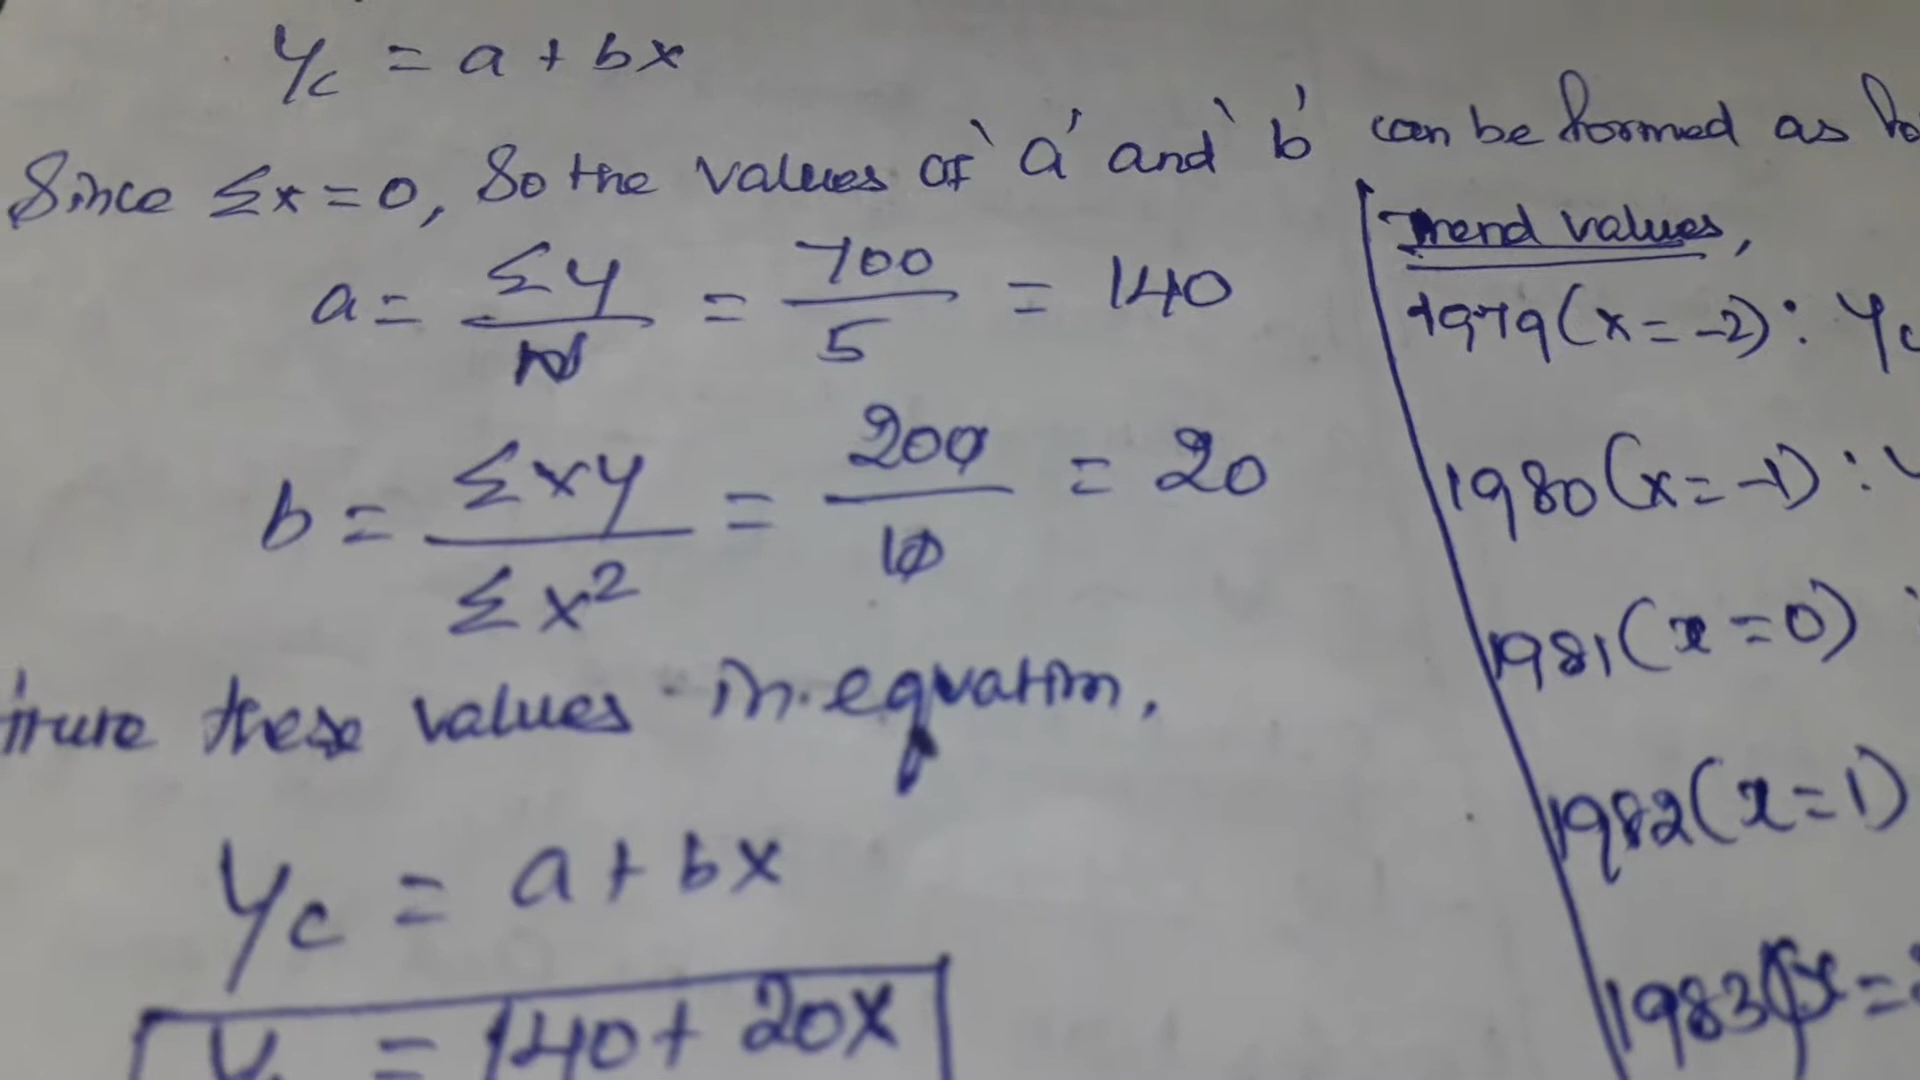 Yc = a + bx
Since Σx = 0, So the values of 'a' and 'b' can be formed as
a = Σy / N = 700 / 5 = 140
b = Σxy / Σx² = 200 / 10 = 20
these values in equation.
Yc = a + bx
= 140 + 20x
Trend values,
1979 (x = -2) : Yc
1980 (x = -1) :
1981 (x = 0) :
1982 (x = 1)
1983 (x =